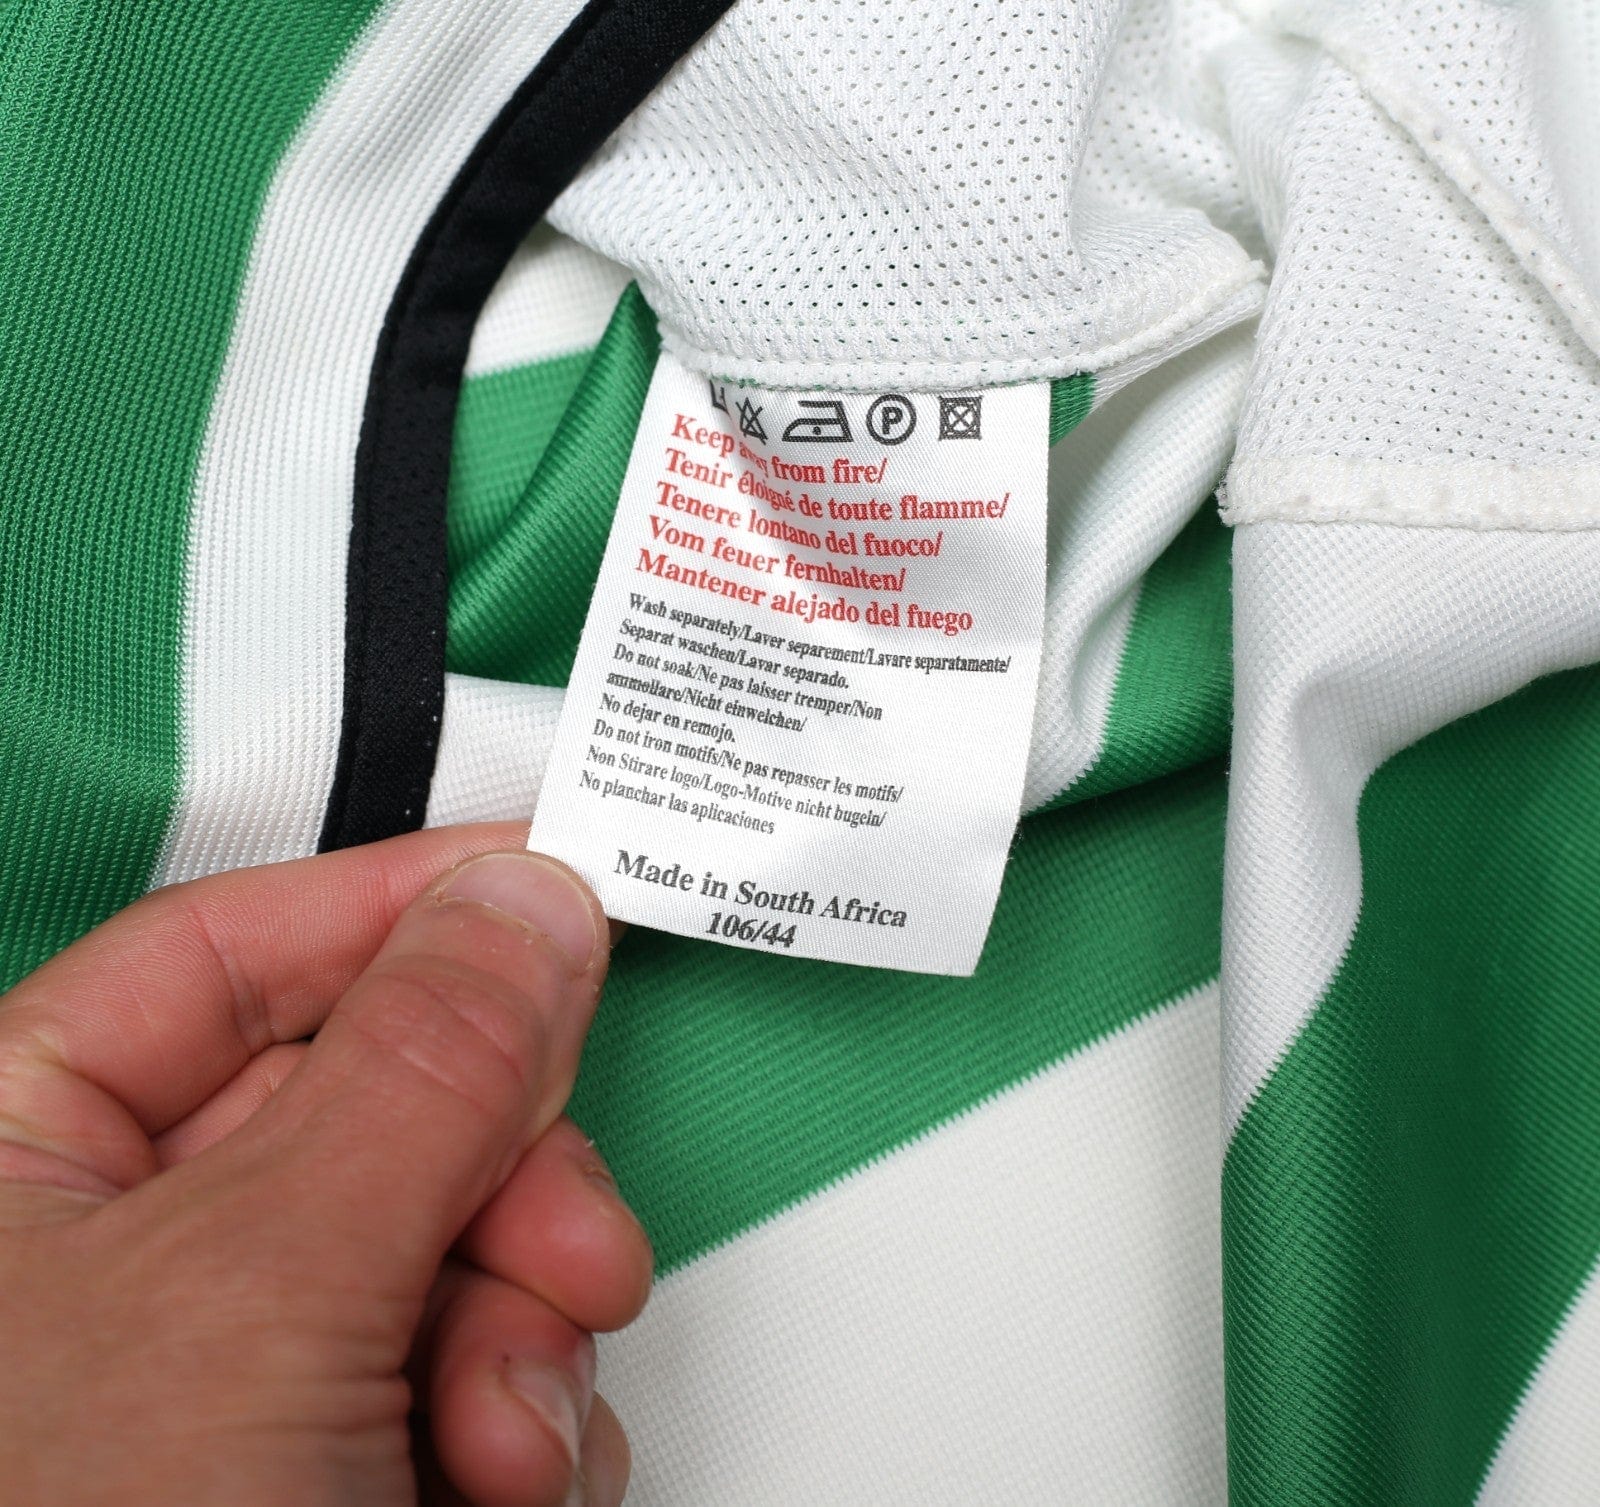 P
Keep away from fire/
Tenir éloigné de toute flamme/
Tenere lontano del fuoco/
Vom feuer fernhalten/
Mantener alejado del fuego
Wash separately/Laver separement/Lavare separatamente/
Separat waschen/Lavar separado.
Do not soak/Ne pas laisser tremper/Non
ammollare/Nicht einweichen/
No dejar en remojo.
Do not iron motifs/Ne pas repasser les motifs/
Non Stirare logo/Logo-Motive nicht bugeln/
No planchar las aplicaciones
Made in South Africa
106/44